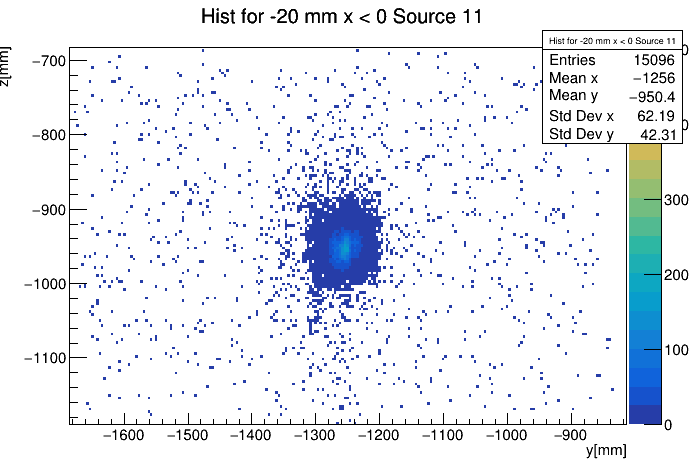 Hist for -20 mm x < 0 Source 11
Hist for -20 mm x < 0 Source 11
Entries 15096
Mean x −1256
Mean y −950.4
Std Dev x 62.19
Std Dev y 42.31
z[mm]
−700
−800
−900
−1000
−1100
−1600 −1500 −1400 −1300 −1200 −1100 −1000 −900
y[mm]
300
200
100
0